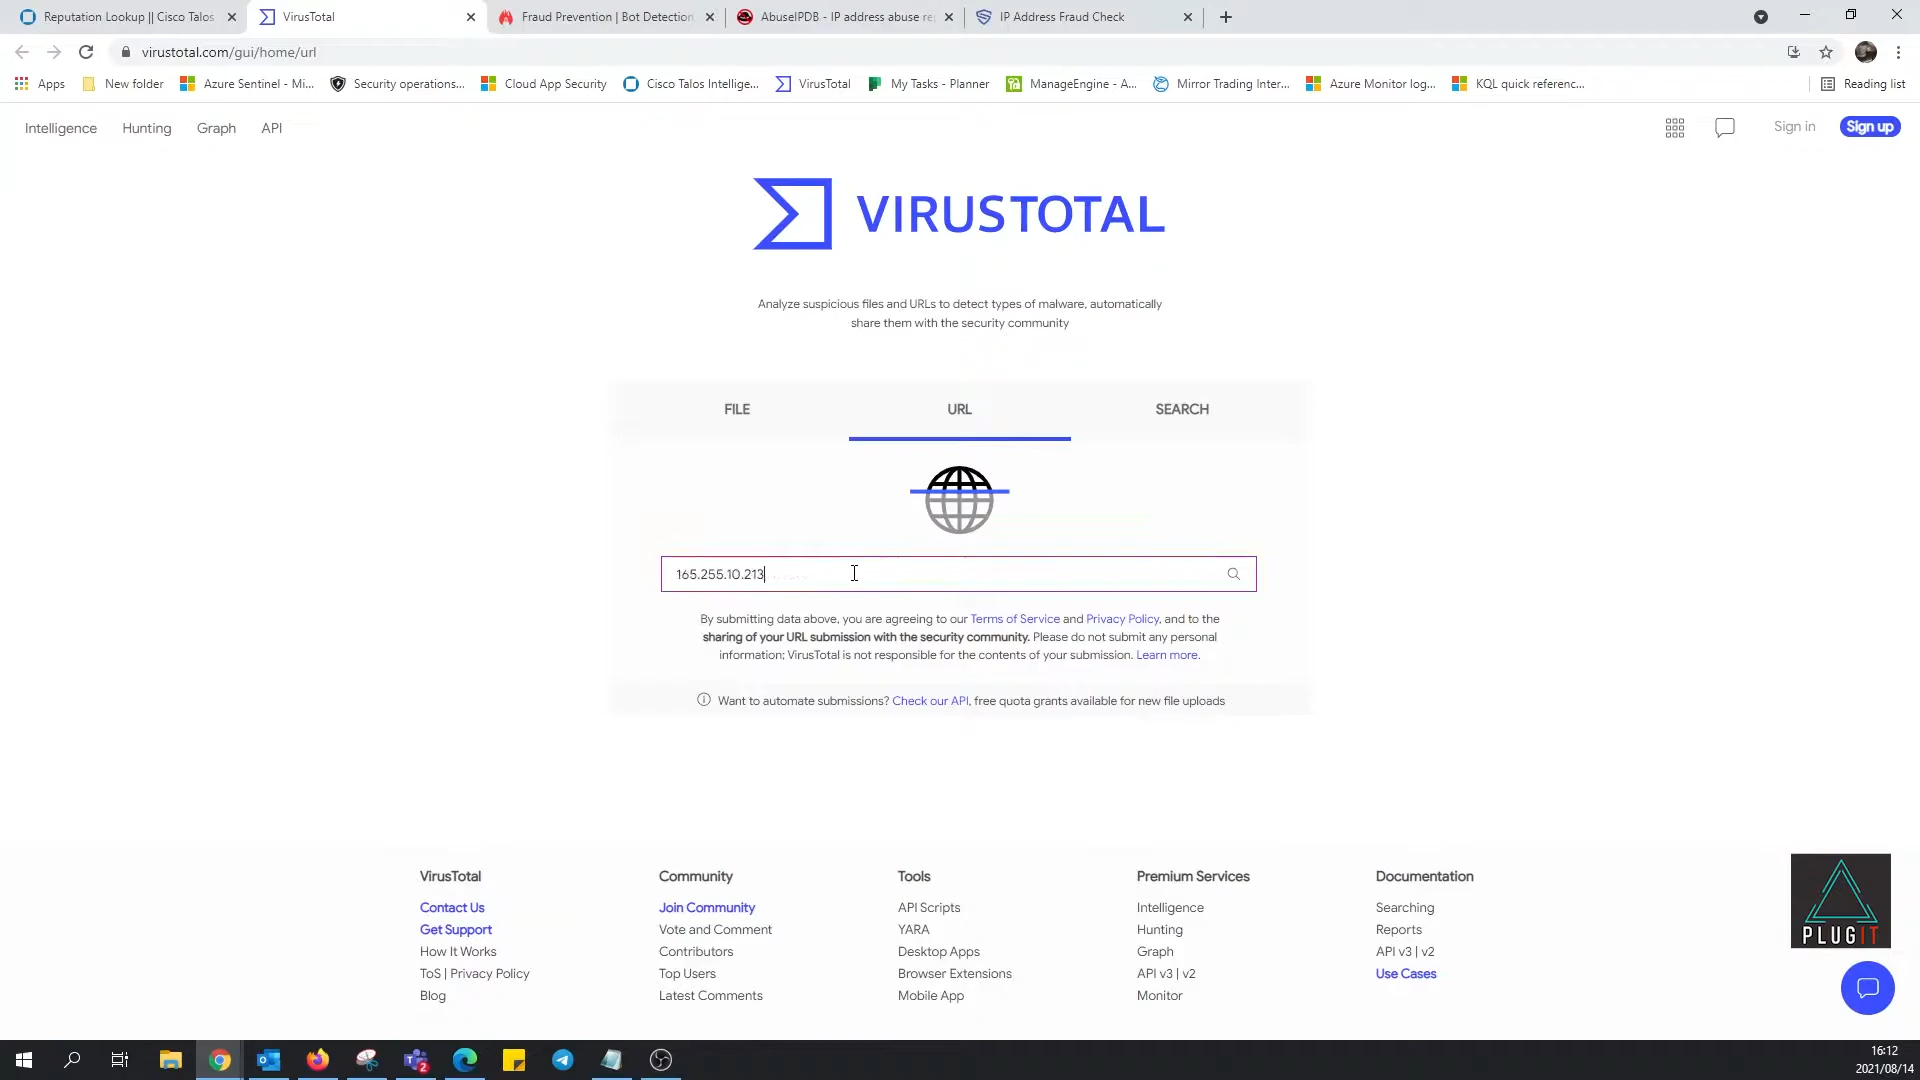 Reputation Lookup || Cisco Talos
VirusTotal
Fraud Prevention | Bot Detection
AbuseIPDB - IP address abuse re
IP Address Fraud Check
virustotal.com/gui/home/url
Apps
New folder
Azure Sentinel - Mi...
Security operations...
Cloud App Security
Cisco Talos Intellige...
VirusTotal
My Tasks - Planner
ManageEngine - A...
Mirror Trading Inter...
Azure Monitor log...
KQL quick referenc...
Reading list
Intelligence
Hunting
Graph
API
Sign in
Sign up
VIRUSTOTAL
Analyze suspicious files and URLs to detect types of malware, automatically
share them with the security community
FILE
URL
SEARCH
165.255.10.213
By submitting data above, you are agreeing to our Terms of Service and Privacy Policy, and to the
sharing of your URL submission with the security community. Please do not submit any personal
information; VirusTotal is not responsible for the contents of your submission. Learn more.
Want to automate submissions? Check our API, free quota grants available for new file uploads
VirusTotal
Contact Us
Get Support
How It Works
ToS | Privacy Policy
Blog
Community
Join Community
Vote and Comment
Contributors
Top Users
Latest Comments
Tools
API Scripts
YARA
Desktop Apps
Browser Extensions
Mobile App
Premium Services
Intelligence
Hunting
Graph
API v3 | v2
Monitor
Documentation
Searching
Reports
API v3 | v2
Use Cases
PLUGIT
2
16:12
2021/08/14